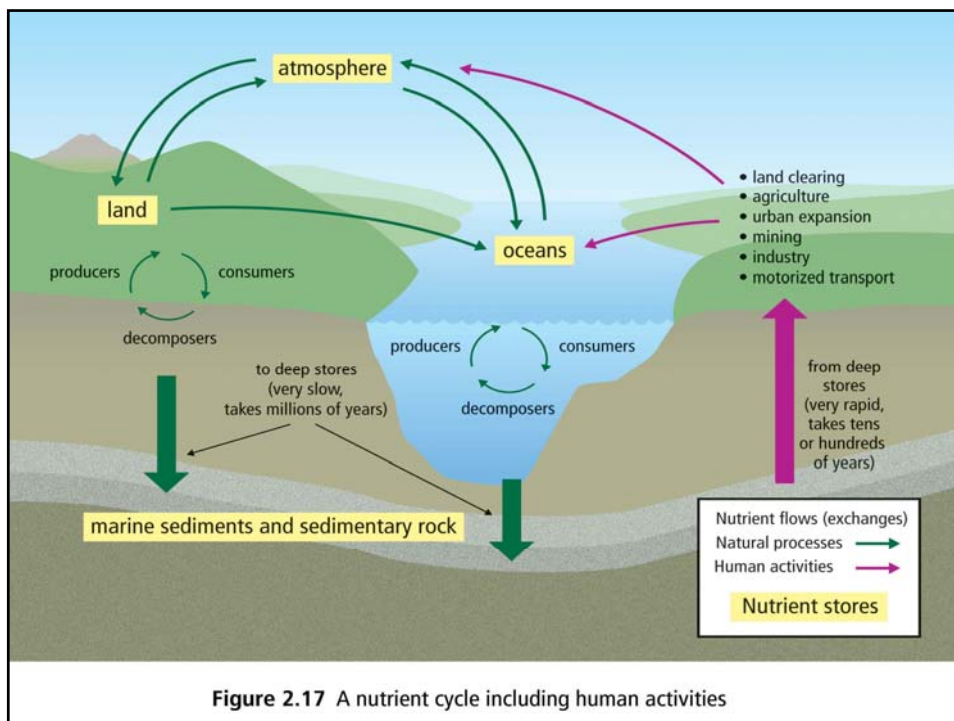 atmosphere
land
oceans
• land clearing
• agriculture
• urban expansion
• mining
• industry
• motorized transport
producers
consumers
decomposers
producers
consumers
decomposers
to deep stores
(very slow,
takes millions of years)
from deep
stores
(very rapid,
takes tens
or hundreds
of years)
marine sediments and sedimentary rock
Nutrient flows (exchanges)
Natural processes
Human activities
Nutrient stores
Figure 2.17 A nutrient cycle including human activities